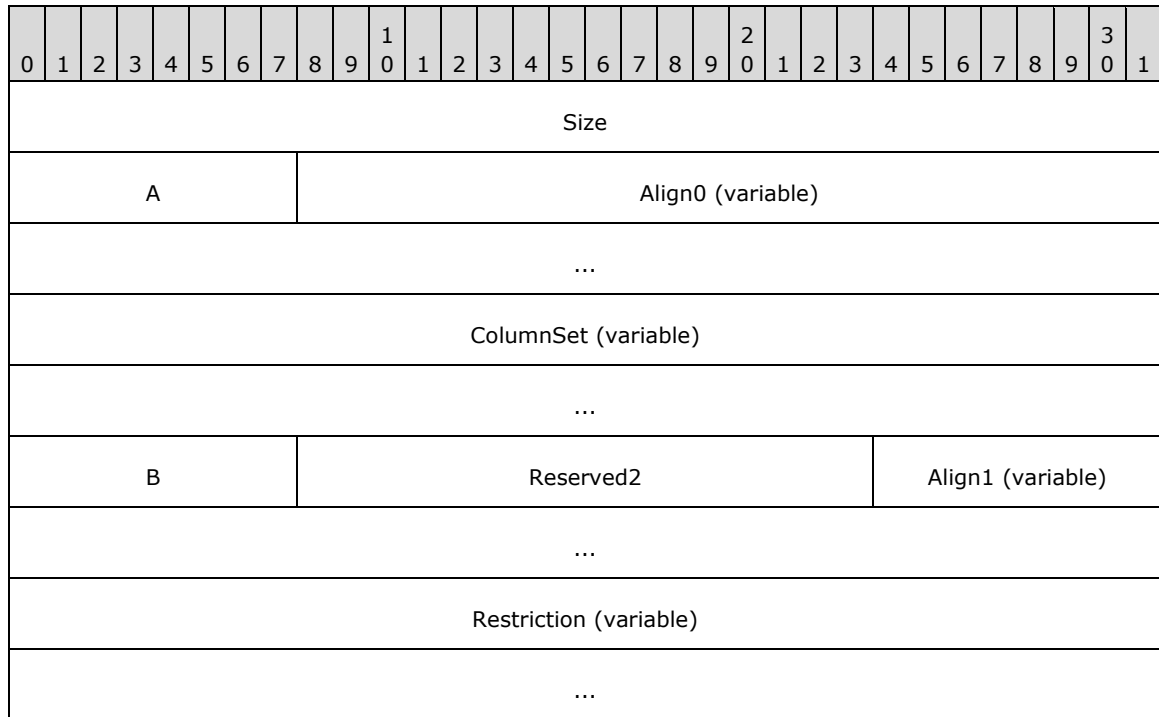 1 2 3
0 1 2 3 4 5 6 7 8 9 0 1 2 3 4 5 6 7 8 9 0 1 2 3 4 5 6 7 8 9 0 1
Size
A Align0 (variable)
...
ColumnSet (variable)
...
B Reserved2 Align1 (variable)
...
Restriction (variable)
...